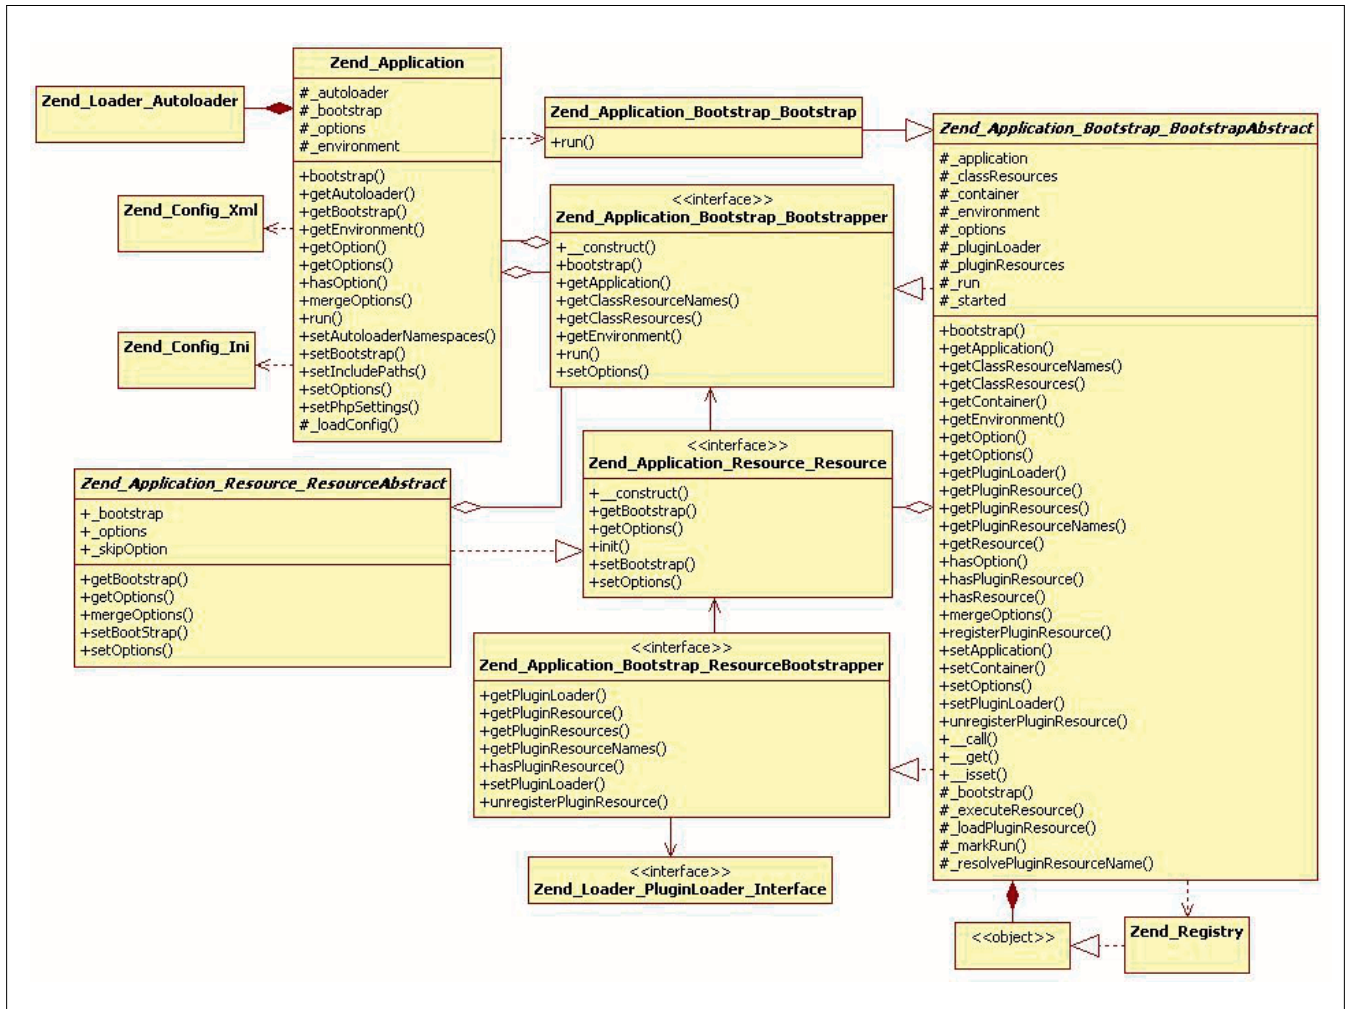 Zend_Application
#_autoloader
#_bootstrap
#_options
#_environment
+bootstrap()
+getAutoloader()
+getBootstrap()
+getEnvironment()
+getOption()
+getOptions()
+hasOption()
+mergeOptions()
+run()
+setAutoloaderNamespaces()
+setBootstrap()
+setIncludePaths()
+setOptions()
+setPhpSettings()
#_loadConfig()
Zend_Loader_Autoloader
Zend_Config_Xml
Zend_Config_Ini
Zend_Application_Bootstrap_Bootstrap
+run()
<<interface>>
Zend_Application_Bootstrap_Bootstrapper
+__construct()
+bootstrap()
+getApplication()
+getClassResourceNames()
+getClassResources()
+getEnvironment()
+run()
+setOptions()
Zend_Application_Bootstrap_BootstrapAbstract
#_application
#_classResources
#_container
#_environment
#_options
#_pluginLoader
#_pluginResources
#_run
#_started
+bootstrap()
+getApplication()
+getClassResourceNames()
+getClassResources()
+getContainer()
+getEnvironment()
+getOption()
+getOptions()
+getPluginLoader()
+getPluginResource()
+getPluginResources()
+getPluginResourceNames()
+getResource()
+hasOption()
+hasPluginResource()
+hasResource()
+mergeOptions()
+registerPluginResource()
+setApplication()
+setContainer()
+setOptions()
+setPluginLoader()
+unregisterPluginResource()
+__call()
+__get()
+__isset()
#_bootstrap()
#_executeResource()
#_loadPluginResource()
#_markRun()
#_resolvePluginResourceName()
<<interface>>
Zend_Application_Resource_Resource
+__construct()
+getBootstrap()
+getOptions()
+init()
+setBootstrap()
+setOptions()
Zend_Application_Resource_ResourceAbstract
+_bootstrap
+_options
+_skipOption
+getBootstrap()
+getOptions()
+mergeOptions()
+setBootStrap()
+setOptions()
<<interface>>
Zend_Application_Bootstrap_ResourceBootstrapper
+getPluginLoader()
+getPluginResource()
+getPluginResources()
+getPluginResourceNames()
+hasPluginResource()
+setPluginLoader()
+unregisterPluginResource()
<<interface>>
Zend_Loader_PluginLoader_Interface
<<object>>
Zend_Registry